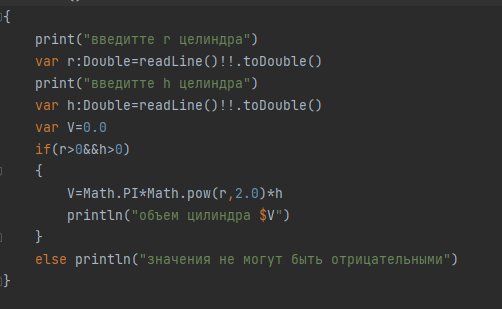 {
print("введитте r целиндра")
var r:Double=readLine()!!.toDouble()
print("введитте h целиндра")
var h:Double=readLine()!!.toDouble()
var V=0.0
if(r>0&&h>0)
{
V=Math.PI*Math.pow(r,2.0)*h
println("объем цилиндра $V")
}
else println("значения не могут быть отрицательными")
}